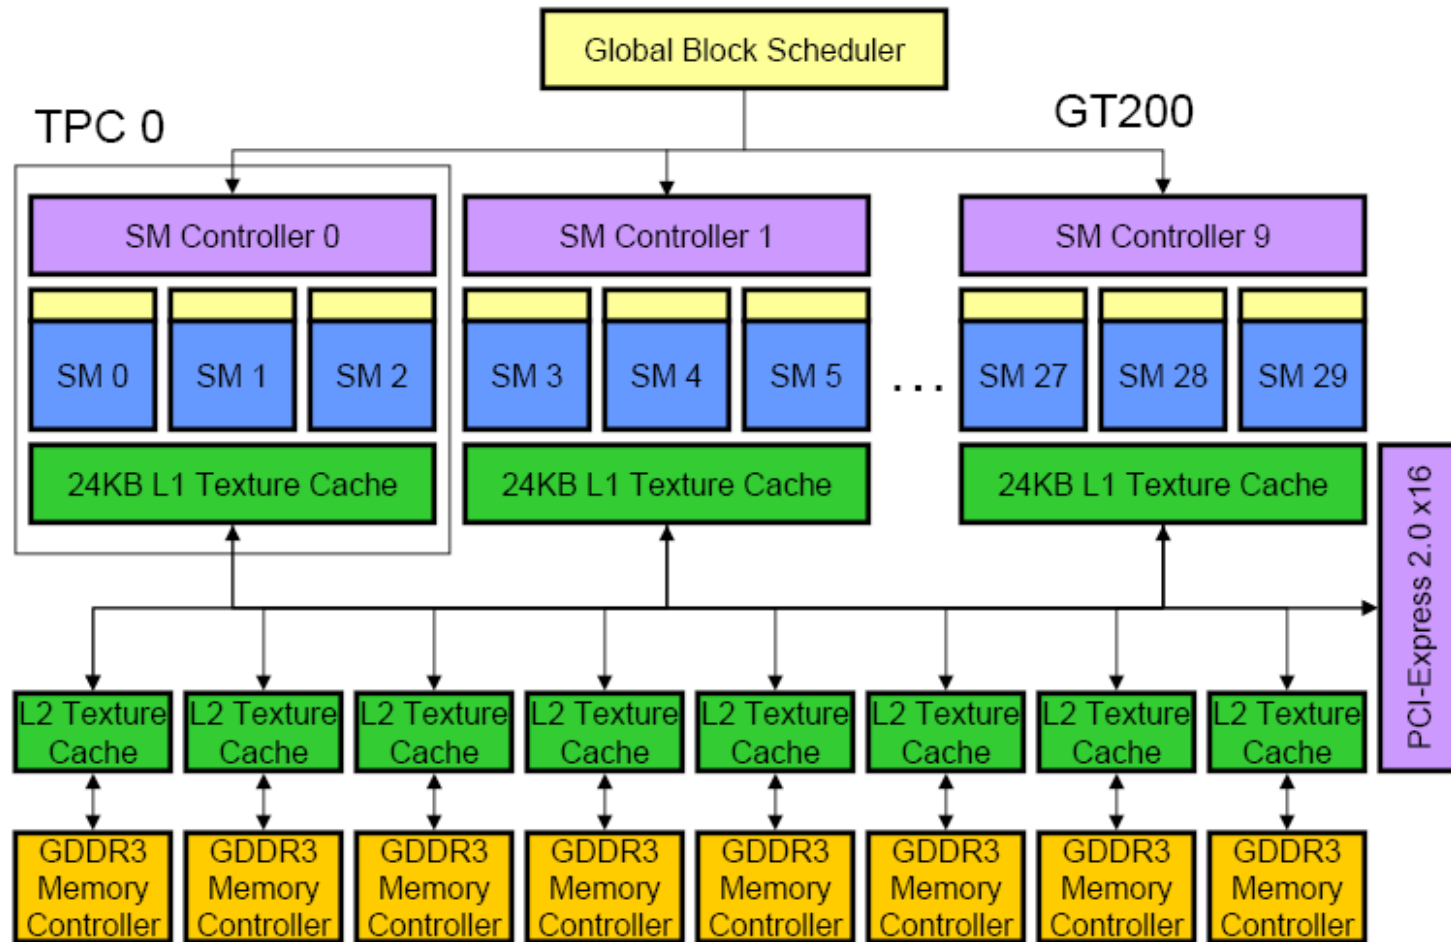 Global Block Scheduler
TPC 0
GT200
SM Controller 0
SM Controller 1
SM Controller 9
SM 0
SM 1
SM 2
SM 3
SM 4
SM 5
...
SM 27
SM 28
SM 29
24KB L1 Texture Cache
24KB L1 Texture Cache
24KB L1 Texture Cache
PCI-Express 2.0 x16
L2 Texture
Cache
L2 Texture
Cache
L2 Texture
Cache
L2 Texture
Cache
L2 Texture
Cache
L2 Texture
Cache
L2 Texture
Cache
L2 Texture
Cache
GDDR3
Memory
Controller
GDDR3
Memory
Controller
GDDR3
Memory
Controller
GDDR3
Memory
Controller
GDDR3
Memory
Controller
GDDR3
Memory
Controller
GDDR3
Memory
Controller
GDDR3
Memory
Controller